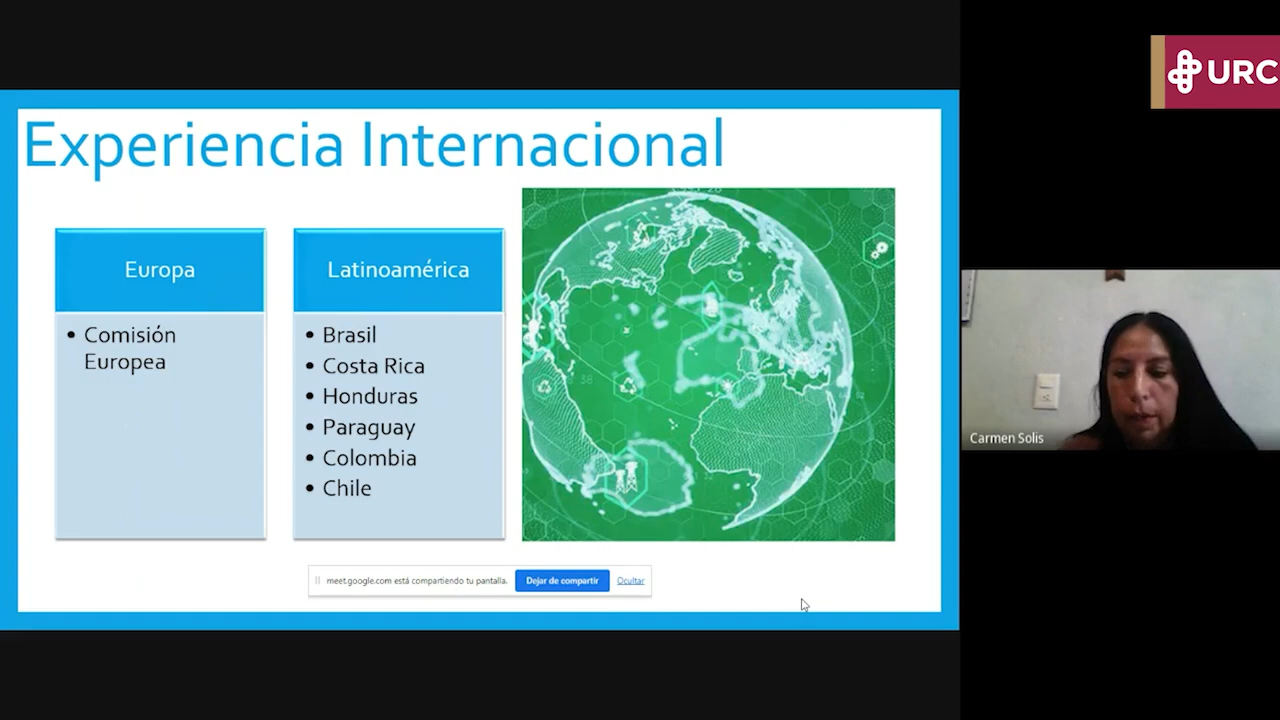 URC
Experiencia Internacional
Europa
• Comisión
Europea
Latinoamérica
• Brasil
• Costa Rica
• Honduras
• Paraguay
• Colombia
• Chile
Carmen Solis
meet.google.com está compartiendo tu pantalla.
Dejar de compartir
Ocultar